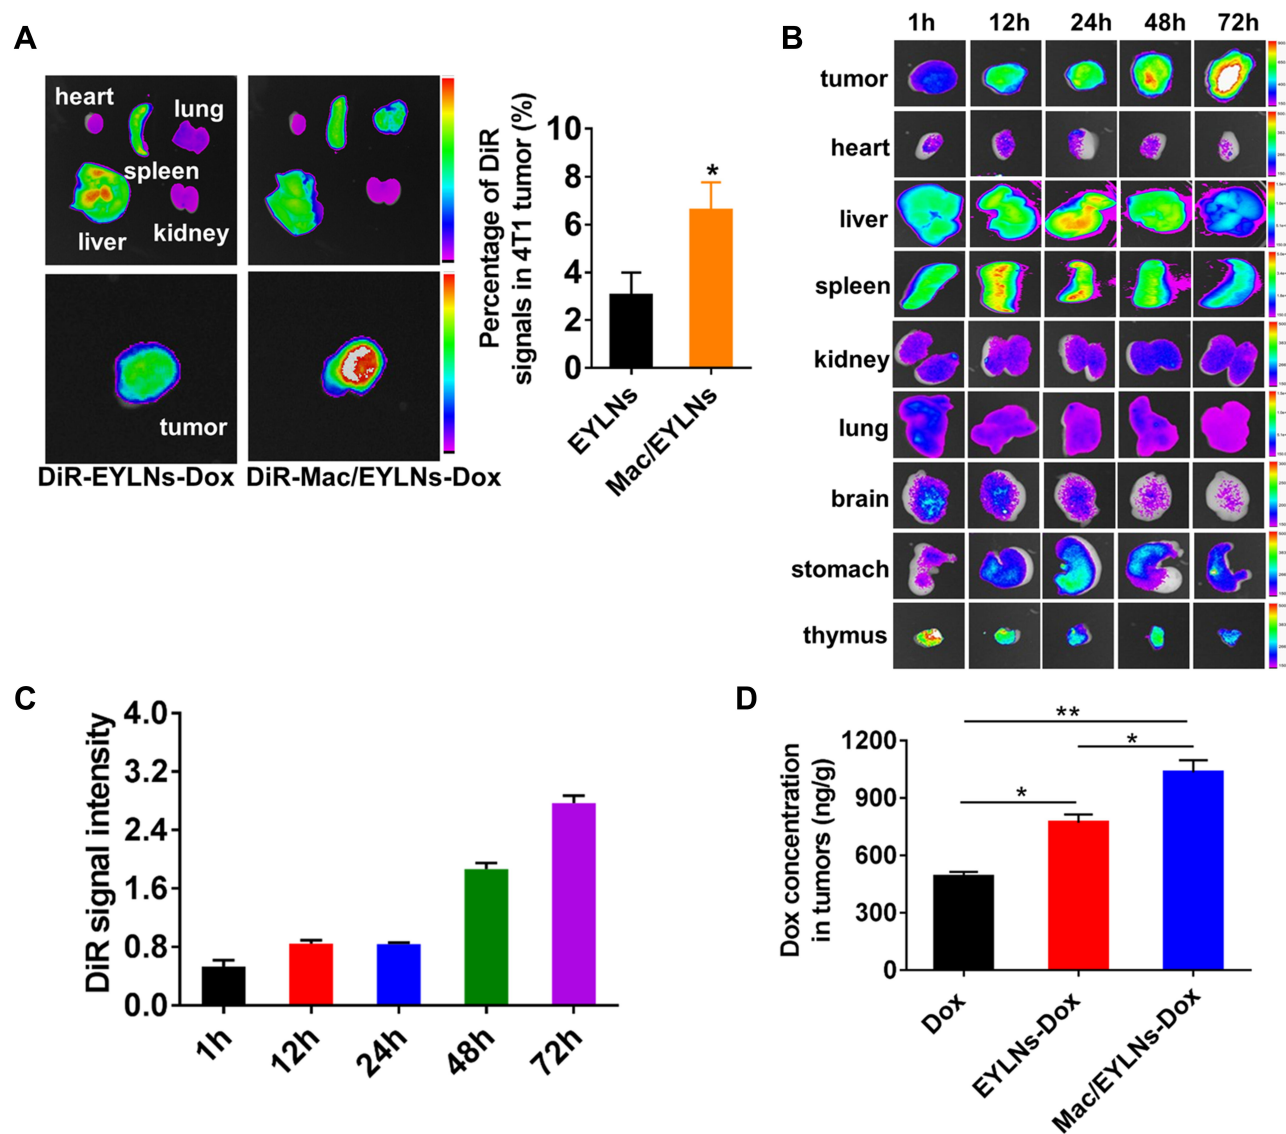 A
heart
lung
spleen
liver
kidney
tumor
DiR-EYLNs-Dox
DiR-Mac/EYLNs-Dox
Percentage of DiR
signals in 4T1 tumor (%)
10
8
6
4
2
0
*
EYLNs
Mac/EYLNs
B
1h 12h 24h 48h 72h
tumor
heart
liver
spleen
kidney
lung
brain
stomach
thymus
C
DiR signal intensity
4.0
3.2
2.4
1.6
0.8
0.0
1h
12h
24h
48h
72h
D
Dox concentration
in tumors (ng/g)
1200
900
600
300
0
**
*
*
Dox
EYLNs-Dox
Mac/EYLNs-Dox